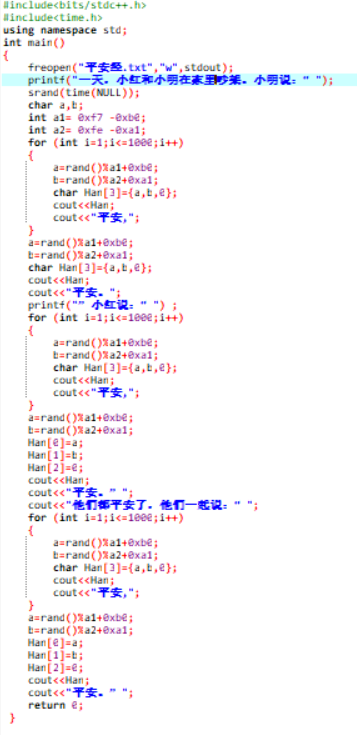 #include<bits/stdc++.h>
#include<time.h>
using namespace std;
int main()
{
freopen("平安经.txt","w",stdout);
printf("一天。小红和小明在家里吵架。小明说：“ ");
srand(time(NULL));
char a,b;
int a1= 0xf7 -0xb0;
int a2= 0xfe -0xa1;
for (int i=1;i<=1000;i++)
{
a=rand()%a1+0xb0;
b=rand()%a2+0xa1;
char Han[3]={a,b,0};
cout<<Han;
cout<<"平安,";
}
a=rand()%a1+0xb0;
b=rand()%a2+0xa1;
char Han[3]={a,b,0};
cout<<Han;
cout<<"平安。";
printf("” 小红说：“ ") ;
for (int i=1;i<=1000;i++)
{
a=rand()%a1+0xb0;
b=rand()%a2+0xa1;
char Han[3]={a,b,0};
cout<<Han;
cout<<"平安,";
}
a=rand()%a1+0xb0;
b=rand()%a2+0xa1;
Han[0]=a;
Han[1]=b;
Han[2]=0;
cout<<Han;
cout<<"平安。” ";
cout<<"他们都平安了。他们一起说：“ ";
for (int i=1;i<=1000;i++)
{
a=rand()%a1+0xb0;
b=rand()%a2+0xa1;
char Han[3]={a,b,0};
cout<<Han;
cout<<"平安,";
}
a=rand()%a1+0xb0;
b=rand()%a2+0xa1;
Han[0]=a;
Han[1]=b;
Han[2]=0;
cout<<Han;
cout<<"平安。” ";
return 0;
}